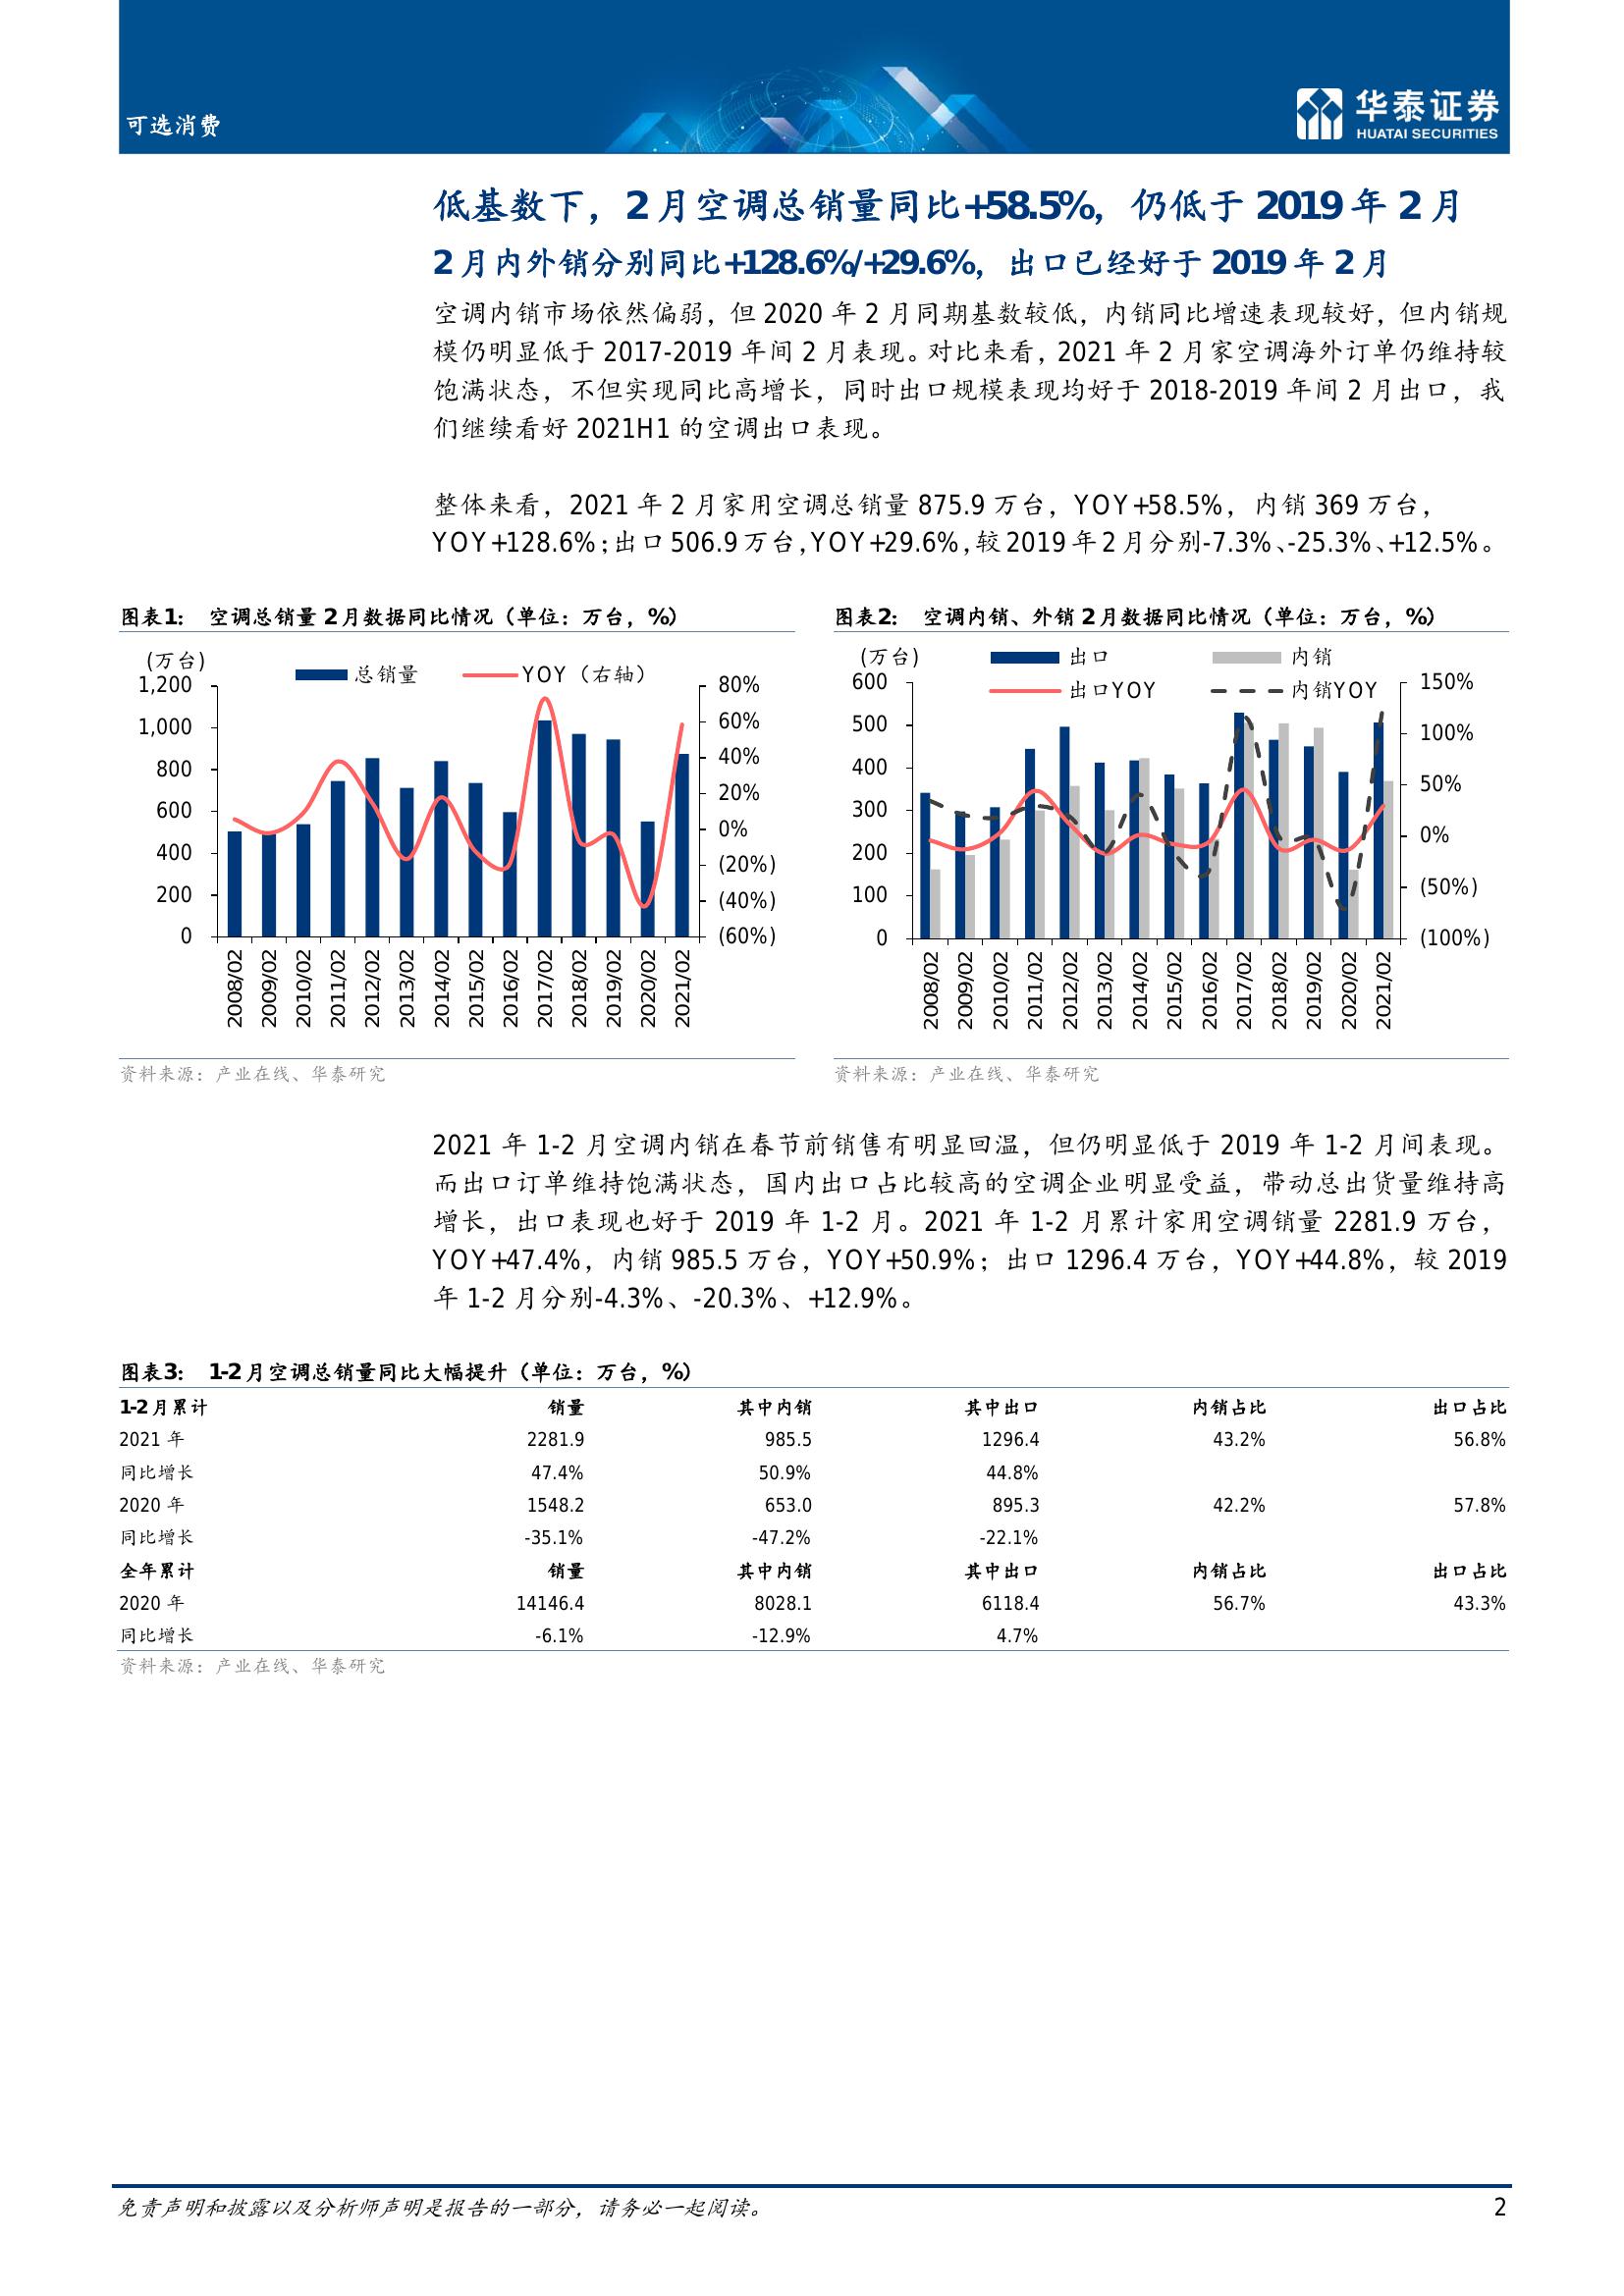 可选消费
华泰证券
HUATAI SECURITIES
低基数下，2 月空调总销量同比+58.5%，仍低于 2019 年 2 月
2 月内外销分别同比+128.6%/+29.6%，出口已经好于 2019 年 2 月
空调内销市场依然偏弱，但 2020 年 2 月同期基数较低，内销同比增速表现较好，但内销规
模仍明显低于 2017-2019 年间 2 月表现。对比来看，2021 年 2 月家空调海外订单仍维持较
饱满状态，不但实现同比高增长，同时出口规模表现均好于 2018-2019 年间 2 月出口，我
们继续看好 2021H1 的空调出口表现。
整体来看，2021 年 2 月家用空调总销量 875.9 万台，YOY+58.5%，内销 369 万台，
YOY+128.6%；出口 506.9 万台，YOY+29.6%，较 2019 年 2 月分别-7.3%、-25.3%、+12.5%。
图表1： 空调总销量 2 月数据同比情况（单位：万台，%）
(万台)
总销量
YOY（右轴）
1,200
1,000
800
600
400
200
0
80%
60%
40%
20%
0%
(20%)
(40%)
(60%)
2008/02
2009/02
2010/02
2011/02
2012/02
2013/02
2014/02
2015/02
2016/02
2017/02
2018/02
2019/02
2020/02
2021/02
资料来源：产业在线、华泰研究
图表2： 空调内销、外销 2 月数据同比情况（单位：万台，%）
(万台)
出口
内销
出口YOY
内销YOY
600
500
400
300
200
100
0
150%
100%
50%
0%
(50%)
(100%)
2008/02
2009/02
2010/02
2011/02
2012/02
2013/02
2014/02
2015/02
2016/02
2017/02
2018/02
2019/02
2020/02
2021/02
资料来源：产业在线、华泰研究
2021 年 1-2 月空调内销在春节前销售有明显回温，但仍明显低于 2019 年 1-2 月间表现。
而出口订单维持饱满状态，国内出口占比较高的空调企业明显受益，带动总出货量维持高
增长，出口表现也好于 2019 年 1-2 月。2021 年 1-2 月累计家用空调销量 2281.9 万台，
YOY+47.4%，内销 985.5 万台，YOY+50.9%；出口 1296.4 万台，YOY+44.8%，较 2019
年 1-2 月分别-4.3%、-20.3%、+12.9%。
图表3： 1-2 月空调总销量同比大幅提升（单位：万台，%）
1-2 月累计 销量 其中内销 其中出口 内销占比 出口占比
2021 年 2281.9 985.5 1296.4 43.2% 56.8%
同比增长 47.4% 50.9% 44.8%
2020 年 1548.2 653.0 895.3 42.2% 57.8%
同比增长 -35.1% -47.2% -22.1%
全年累计 销量 其中内销 其中出口 内销占比 出口占比
2020 年 14146.4 8028.1 6118.4 56.7% 43.3%
同比增长 -6.1% -12.9% 4.7%
资料来源：产业在线、华泰研究
免责声明和披露以及分析师声明是报告的一部分，请务必一起阅读。
2